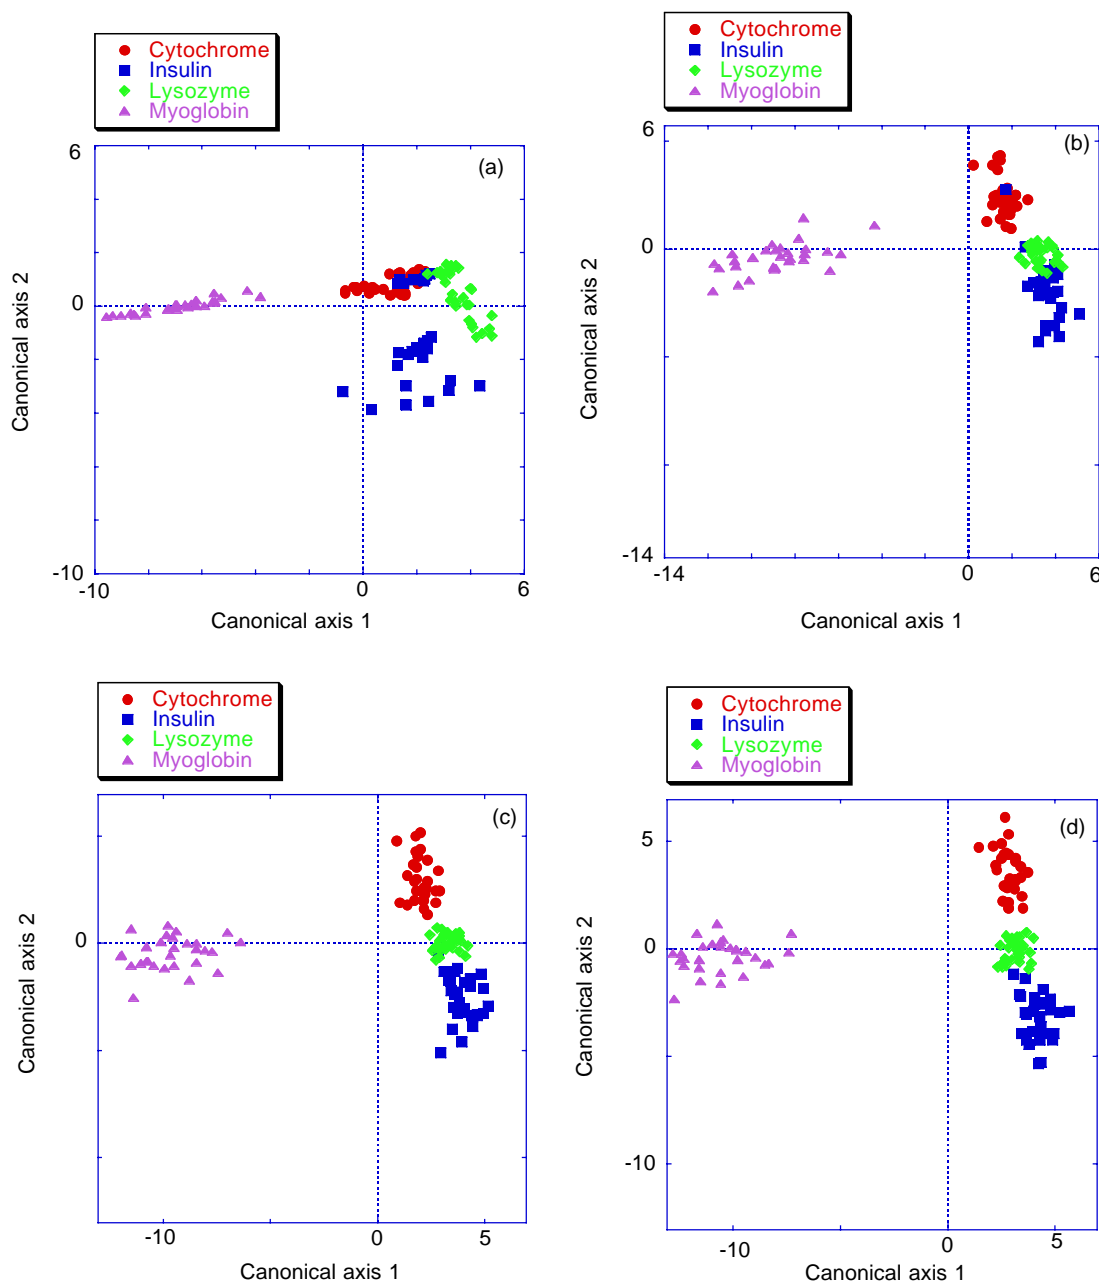 Cytochrome
Insulin
Lysozyme
Myoglobin
(a)
6
0
-10
-10
0
6
Canonical axis 2
Canonical axis 1
Cytochrome
Insulin
Lysozyme
Myoglobin
(b)
6
0
-14
-14
0
6
Canonical axis 2
Canonical axis 1
Cytochrome
Insulin
Lysozyme
Myoglobin
(c)
0
-10
0
5
Canonical axis 2
Canonical axis 1
Cytochrome
Insulin
Lysozyme
Myoglobin
(d)
5
0
-10
-10
0
5
Canonical axis 2
Canonical axis 1